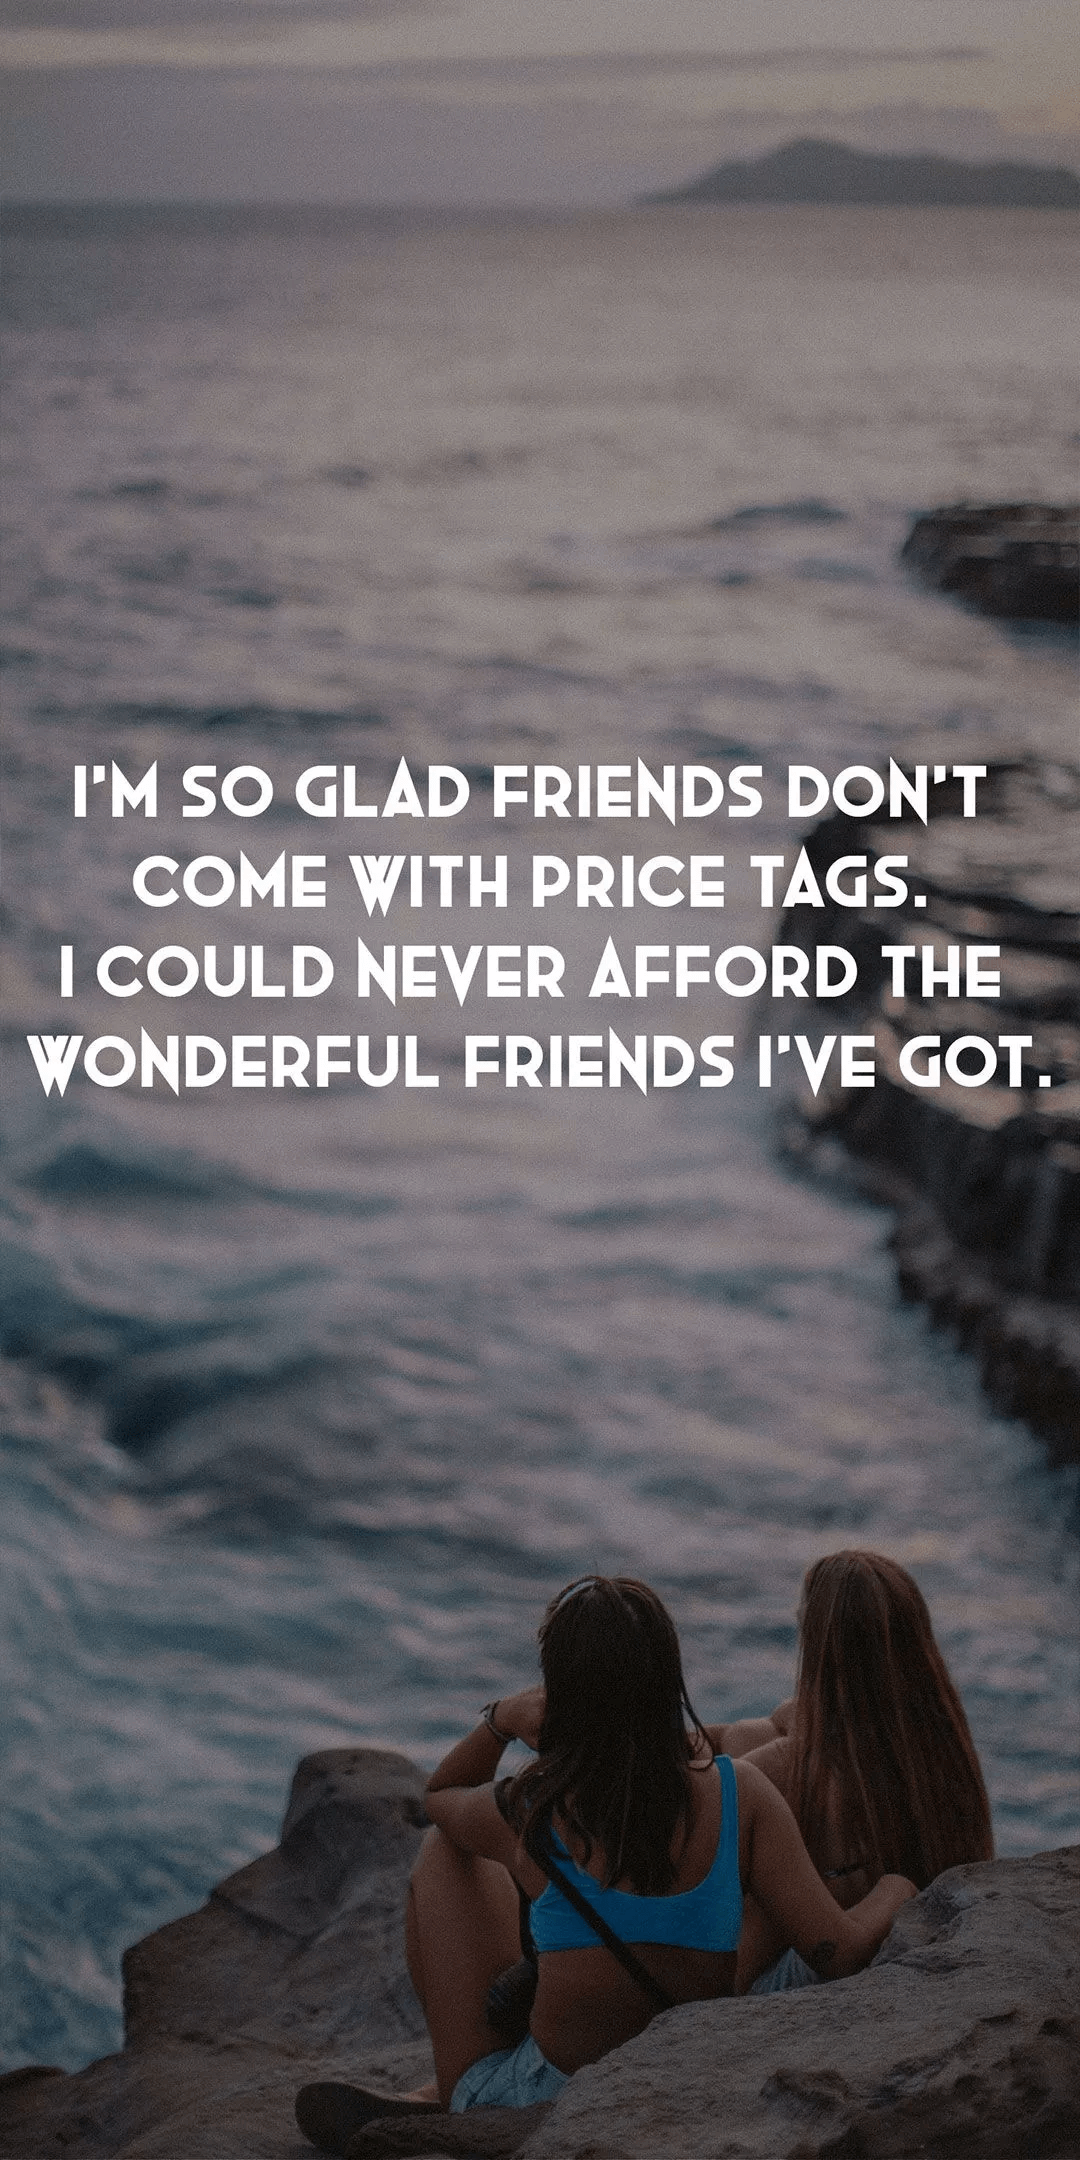 I'M SO GLAD FRIENDS DON'T
COME WITH PRICE TAGS.
I COULD NEVER AFFORD THE
WONDERFUL FRIENDS I'VE GOT.